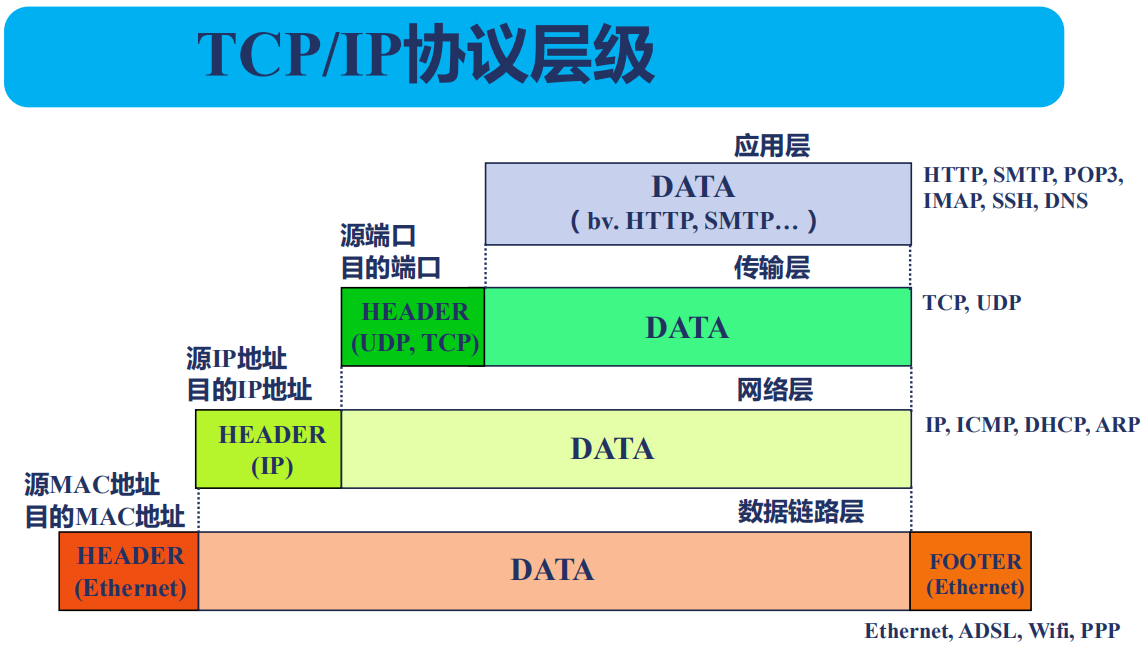 TCP/IP协议层级
应用层
DATA
( bv. HTTP, SMTP… )
HTTP, SMTP, POP3,
IMAP, SSH, DNS
源端口
目的端口
传输层
HEADER
(UDP, TCP)
DATA
TCP, UDP
源IP地址
目的IP地址
网络层
HEADER
(IP)
DATA
IP, ICMP, DHCP, ARP
源MAC地址
目的MAC地址
数据链路层
HEADER
(Ethernet)
DATA
FOOTER
(Ethernet)
Ethernet, ADSL, Wifi, PPP